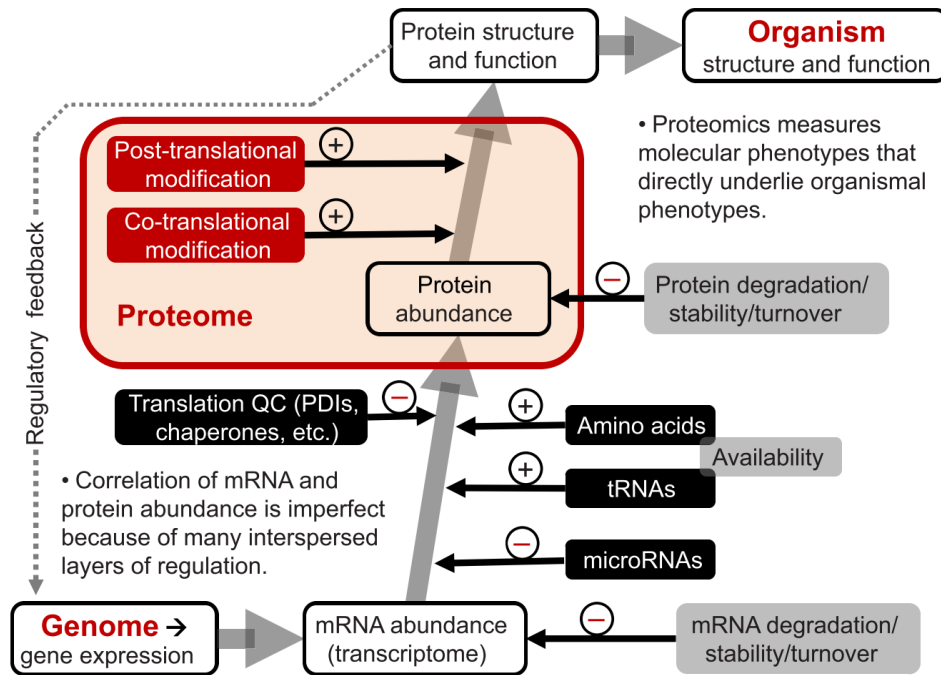 Protein structure
and function
Organism
structure and function
• Proteomics measures
molecular phenotypes that
directly underlie organismal
phenotypes.
Post-translational
modification
+
Co-translational
modification
+
Proteome
Protein
abundance
−
Protein degradation/
stability/turnover
Regulatory feedback
Translation QC (PDIs,
chaperones, etc.)
−
+
Amino acids
Availability
+
tRNAs
−
microRNAs
• Correlation of mRNA and
protein abundance is imperfect
because of many interspersed
layers of regulation.
Genome →
gene expression
mRNA abundance
(transcriptome)
−
mRNA degradation/
stability/turnover